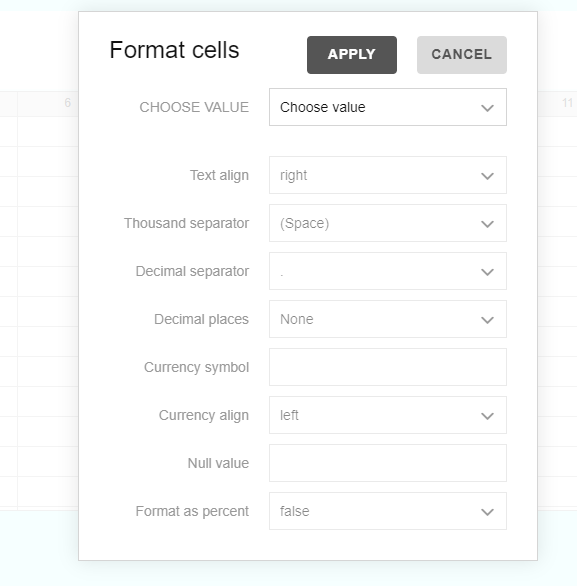 Format cells APPLY CANCEL
6 CHOOSE VALUE Choose value 11
Text align right
Thousand separator (Space)
Decimal separator .
Decimal places None
Currency symbol
Currency align left
Null value
Format as percent false